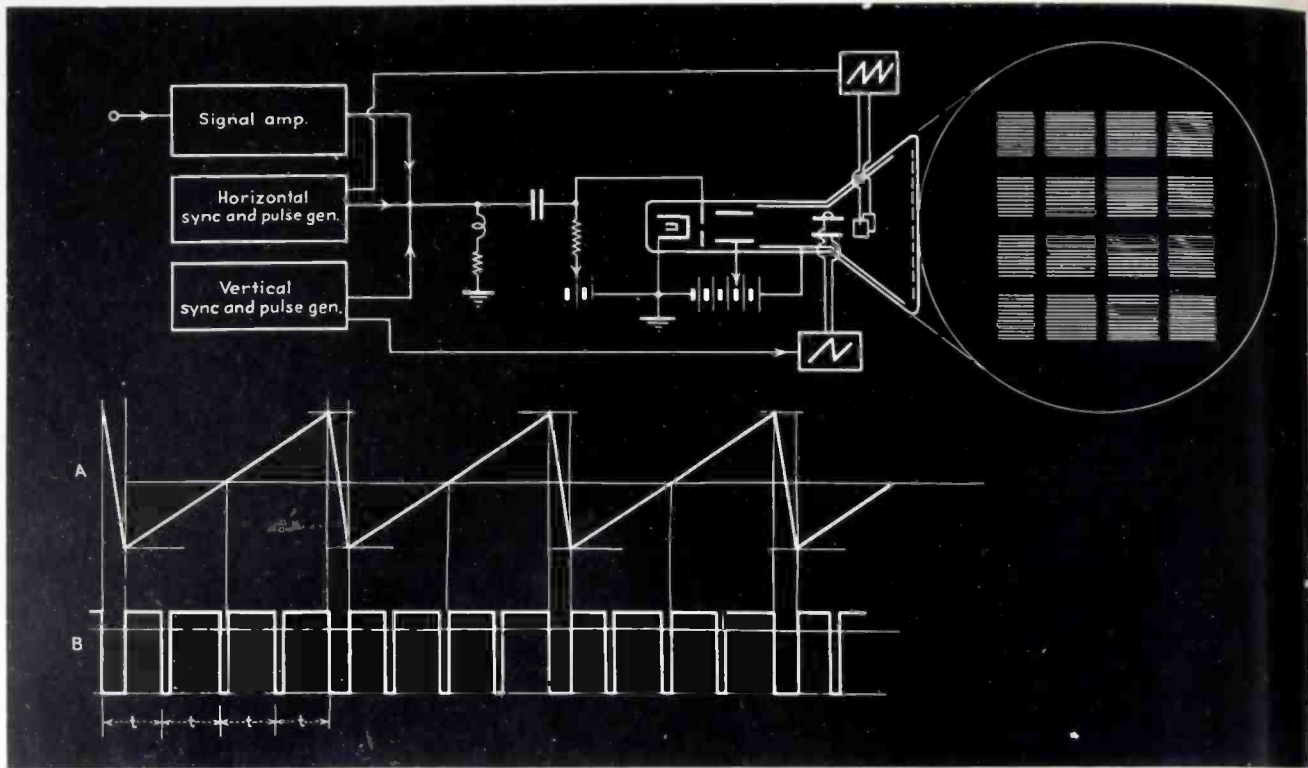 Signal amp.
Horizontal
sync and pulse gen.
Vertical
sync and pulse gen.
A
B
t t t t